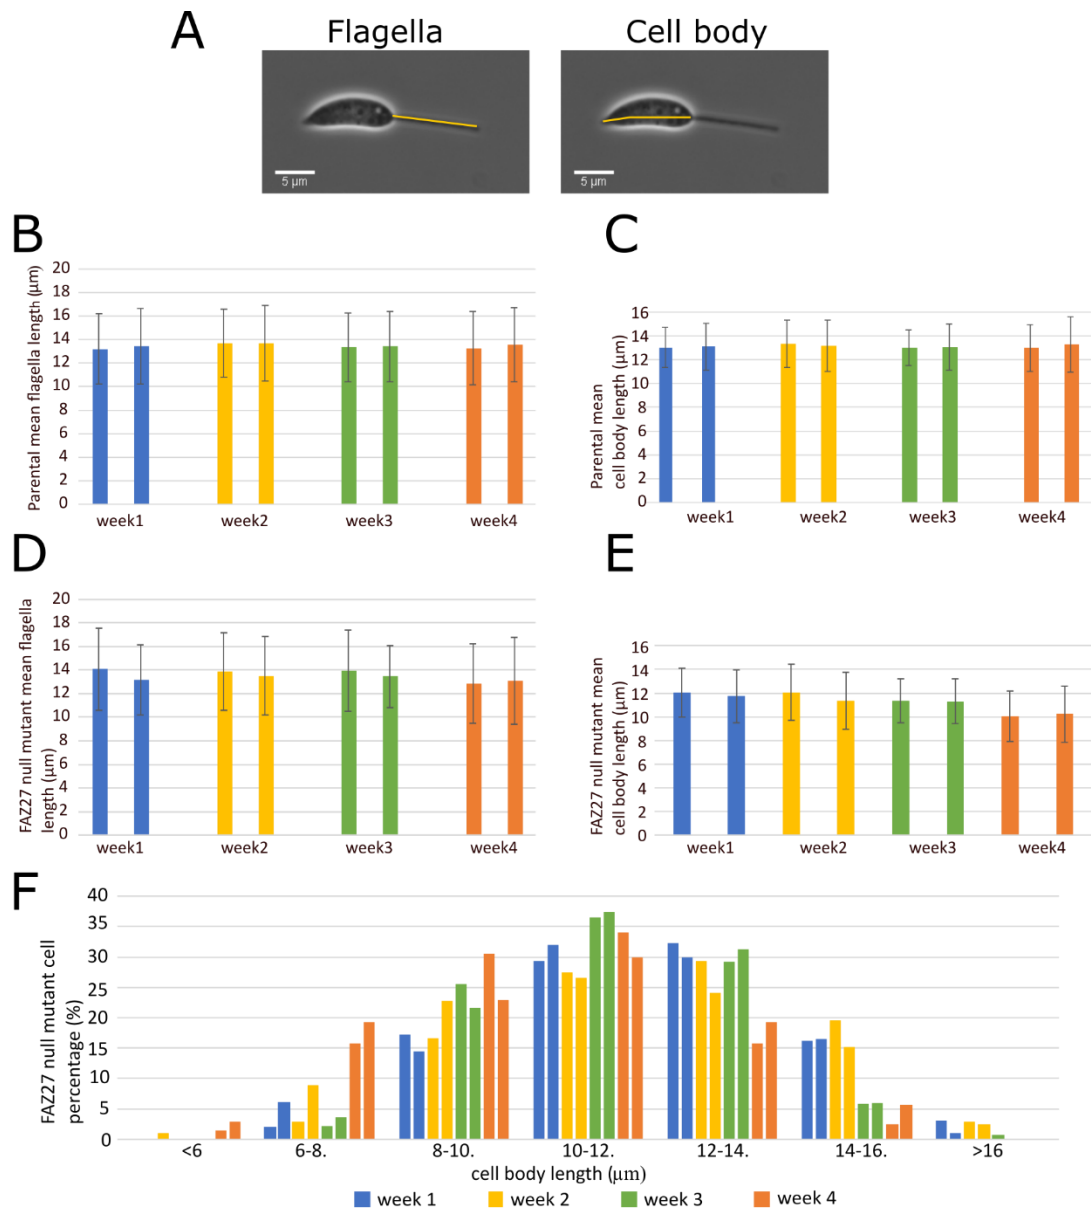 A
Flagella
Cell body
5 µm
5 µm
B
Parental mean flagella length (µm)
20
18
16
14
12
10
8
6
4
2
0
week1
week2
week3
week4
C
Parental mean
cell body length (µm)
16
14
12
10
8
6
4
2
0
week1
week2
week3
week4
D
FAZ27 null mutant mean flagella
length (µm)
20
18
16
14
12
10
8
6
4
2
0
week1
week2
week3
week4
E
FAZ27 null mutant mean
cell body length (µm)
16
14
12
10
8
6
4
2
0
week1
week2
week3
week4
F
FAZ27 null mutant cell
percentage (%)
40
35
30
25
20
15
10
5
0
<6
6-8.
8-10.
10-12.
12-14.
14-16.
>16
cell body length (µm)
week 1
week 2
week 3
week 4